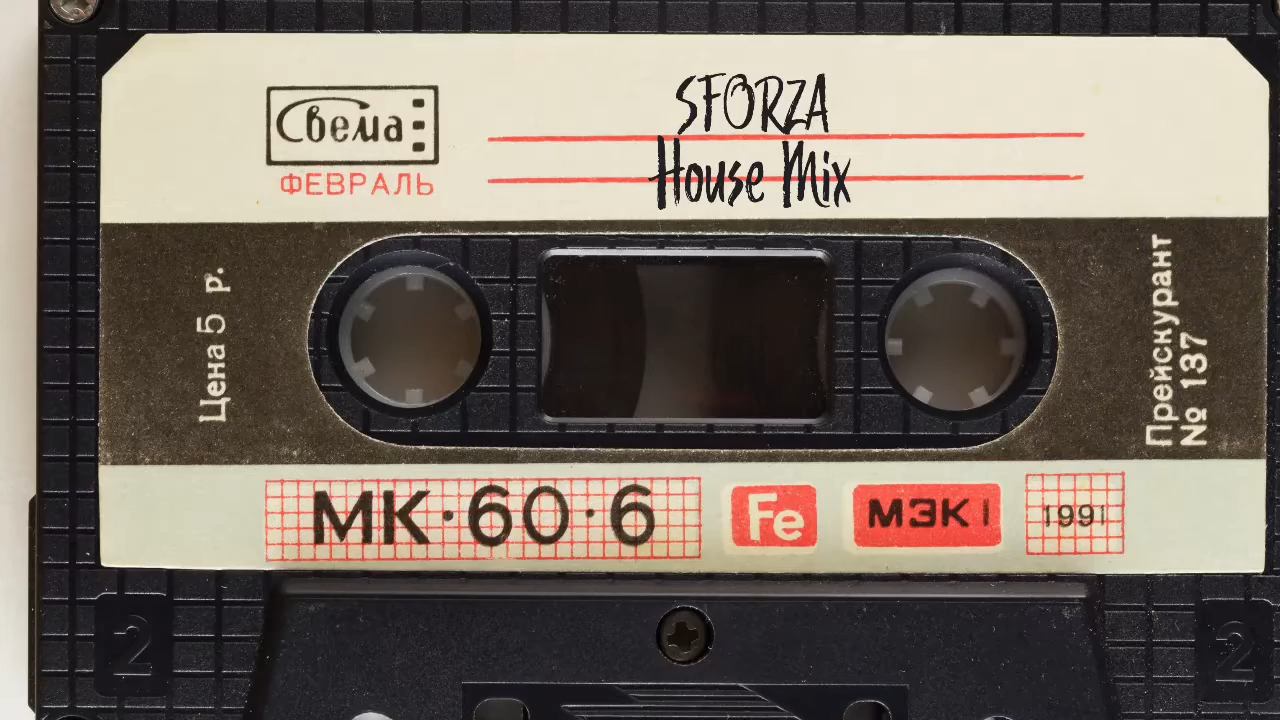 Свема
ФЕВРАЛЬ
SFORZA
House Mix
Цена 5 р.
Прейскурант
№ 137
МК·60·6
Fe
МЭК I
1991
2
2